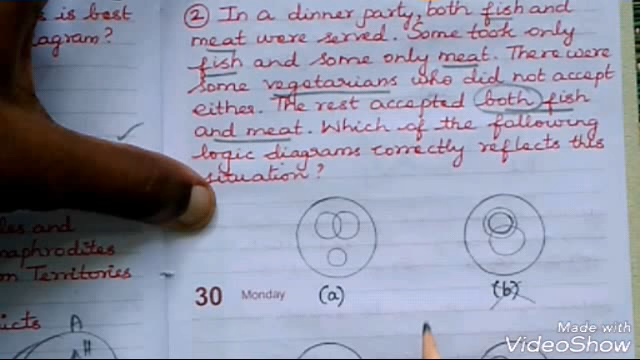 s is best
agram?
② In a dinner party, both fish and
meat were served. Some took only
fish and some only meat. There were
some vegetarians who did not accept
either. The rest accepted both fish
and meat. Which of the following
logic diagrams correctly reflects this
situation?
les and
maphrodites
n Territories
icts
A
30 Monday
(a)
(b)
Made with
VideoShow